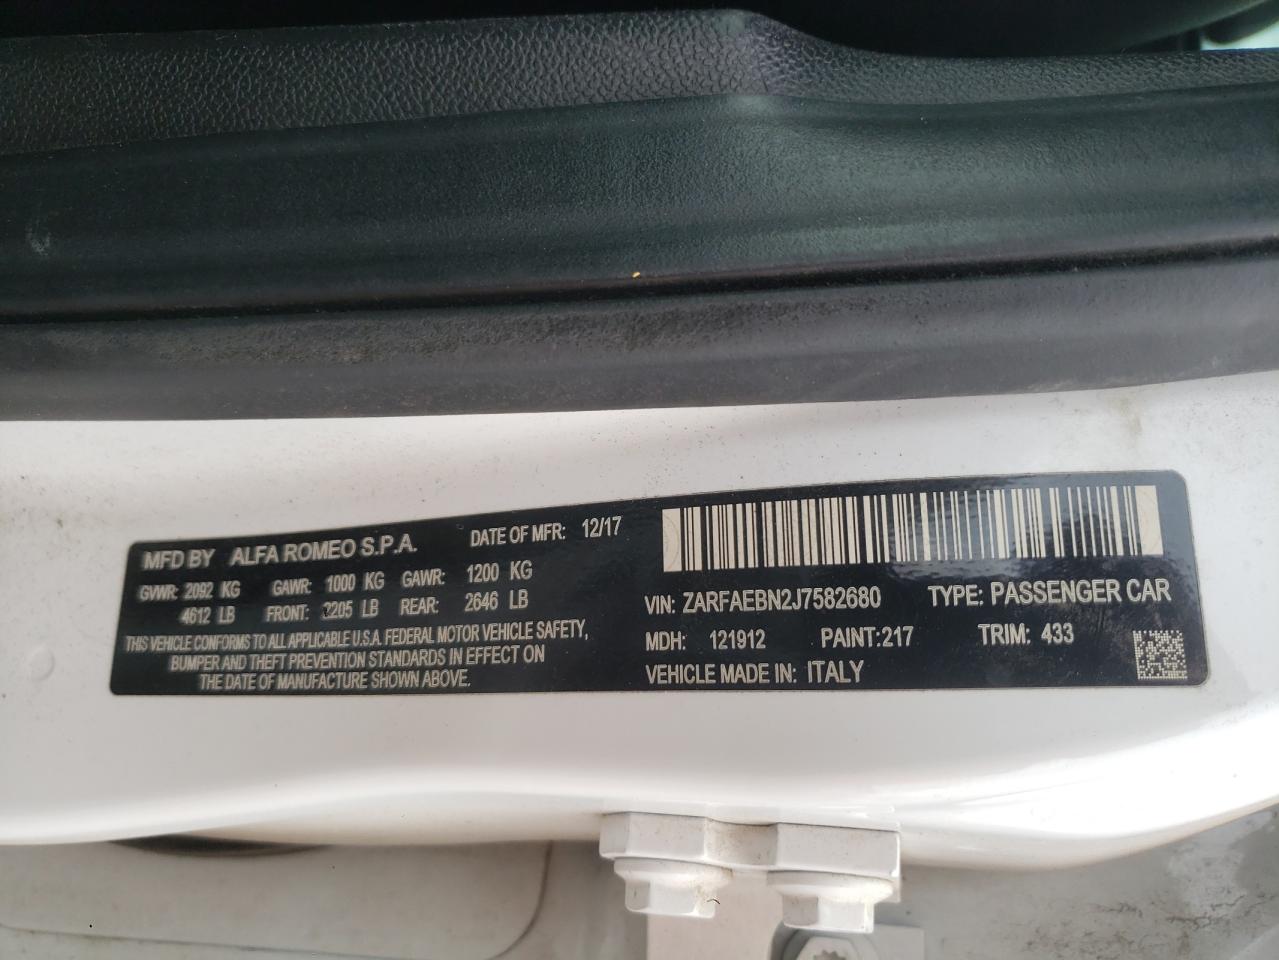 MFD BY ALFA ROMEO S.P.A. DATE OF MFR: 12/17
GVWR: 2092 KG GAWR: 1000 KG GAWR: 1200 KG
4612 LB FRONT: 2205 LB REAR: 2646 LB
THIS VEHICLE CONFORMS TO ALL APPLICABLE U.S.A. FEDERAL MOTOR VEHICLE SAFETY,
BUMPER AND THEFT PREVENTION STANDARDS IN EFFECT ON
THE DATE OF MANUFACTURE SHOWN ABOVE.
VIN: ZARFAEBN2J7582680 TYPE: PASSENGER CAR
MDH: 121912 PAINT:217 TRIM: 433
VEHICLE MADE IN: ITALY